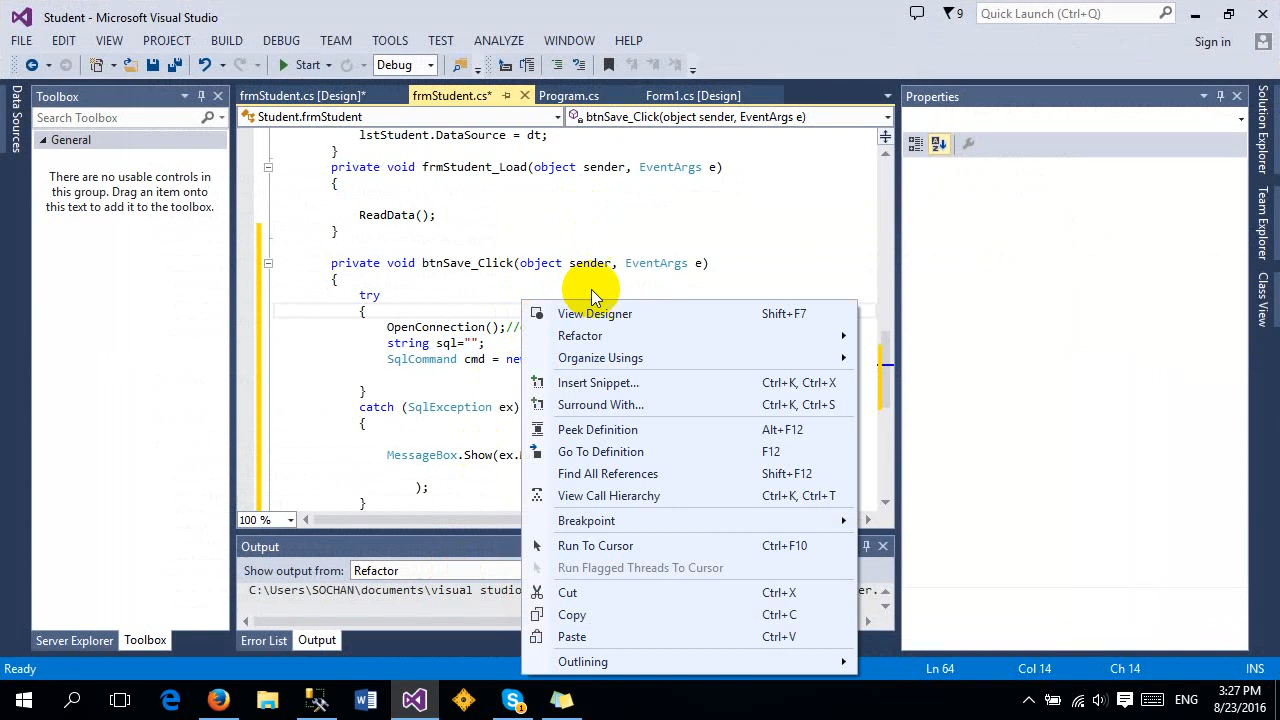 Student - Microsoft Visual Studio
9
Quick Launch (Ctrl+Q)
FILE EDIT VIEW PROJECT BUILD DEBUG TEAM TOOLS TEST ANALYZE WINDOW HELP
Sign in
Start
Debug
Data Sources
Toolbox
Search Toolbox
General
There are no usable controls in
this group. Drag an item onto
this text to add it to the toolbox.
Server Explorer Toolbox
frmStudent.cs [Design]* frmStudent.cs* Program.cs Form1.cs [Design]
Student.frmStudent
btnSave_Click(object sender, EventArgs e)
lstStudent.DataSource = dt;
}
private void frmStudent_Load(object sender, EventArgs e)
{
ReadData();
}
private void btnSave_Click(object sender, EventArgs e)
{
try
{
OpenConnection();//
string sql="";
SqlCommand cmd = new
}
catch (SqlException ex)
{
MessageBox.Show(ex.
);
}
100 %
View Designer Shift+F7
Refactor
Organize Usings
Insert Snippet... Ctrl+K, Ctrl+X
Surround With... Ctrl+K, Ctrl+S
Peek Definition Alt+F12
Go To Definition F12
Find All References Shift+F12
View Call Hierarchy Ctrl+K, Ctrl+T
Breakpoint
Run To Cursor Ctrl+F10
Run Flagged Threads To Cursor
Cut Ctrl+X
Copy Ctrl+C
Paste Ctrl+V
Outlining
Output
Show output from: Refactor
C:\Users\SOCHAN\documents\visual studio
Error List Output
Properties
Solution Explorer
Team Explorer
Class View
Ready
Ln 64 Col 14 Ch 14 INS
ENG
3:27 PM
8/23/2016